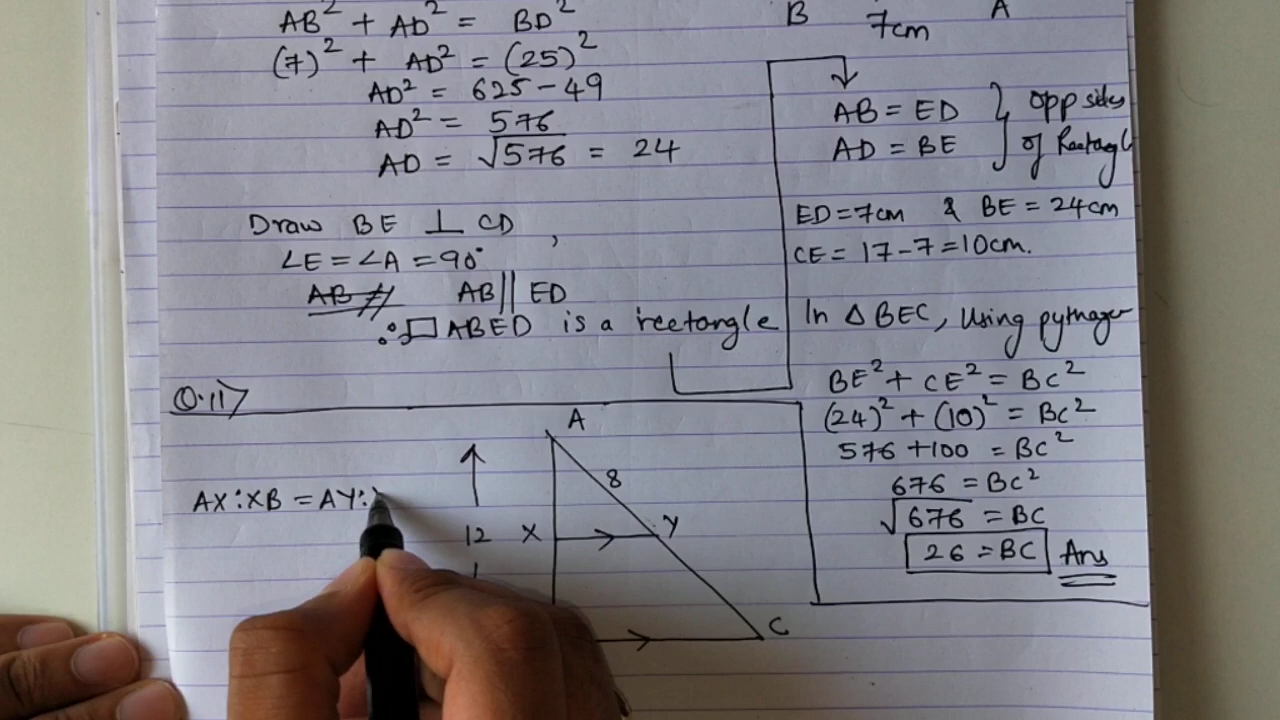 AB² + AD² = BD²
(7)² + AD² = (25)²
AD² = 625 - 49
AD² = 576
AD = √576 = 24
Draw BE ⊥ CD,
∠E = ∠A = 90°
AB // AB || ED
∴ □ ABED is a rectangle
B 7cm A
AB = ED } opp sides
AD = BE } of Rectangl
ED = 7cm & BE = 24cm
CE = 17 - 7 = 10cm.
In △ BEC, Using pythagor
BE² + CE² = BC²
(24)² + (10)² = BC²
576 + 100 = BC²
676 = BC²
√676 = BC
26 = BC Ans
Q.11>
AX : XB = AY :
A
8
12 X Y
C